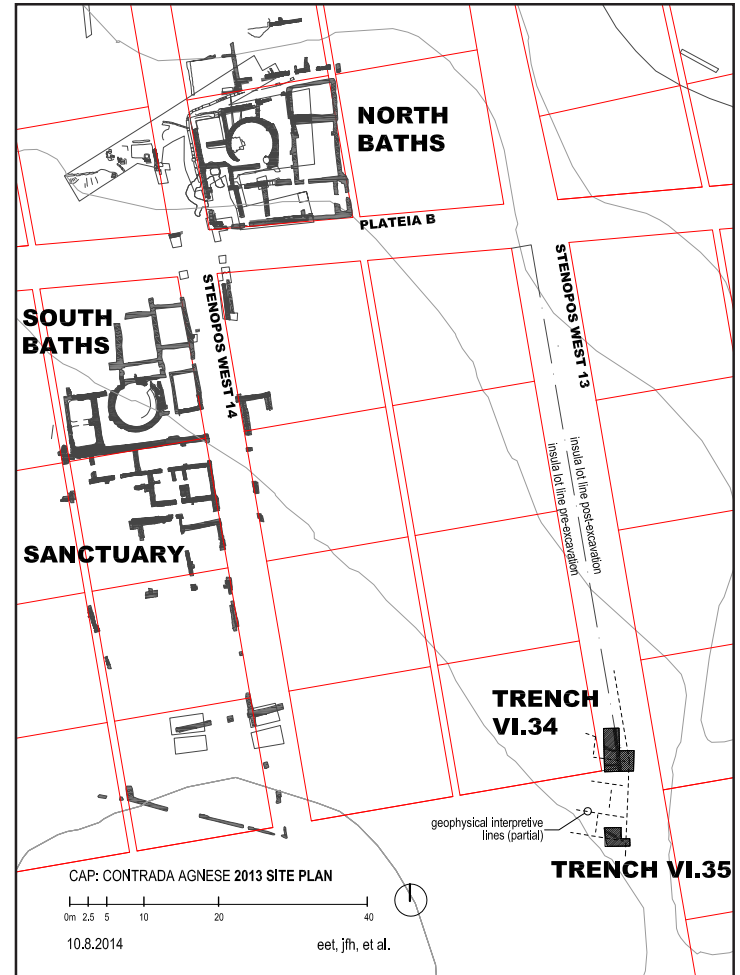 NORTH
BATHS
PLATEIA B
STENOPOS WEST 14
STENOPOS WEST 13
SOUTH
BATHS
insula lot line post-excavation
insula lot line pre-excavation
SANCTUARY
TRENCH
VI.34
geophysical interpretive
lines (partial)
TRENCH VI.35
CAP: CONTRADA AGNESE 2013 SITE PLAN
0m 2.5 5 10 20 40
10.8.2014 eet, jfh, et al.